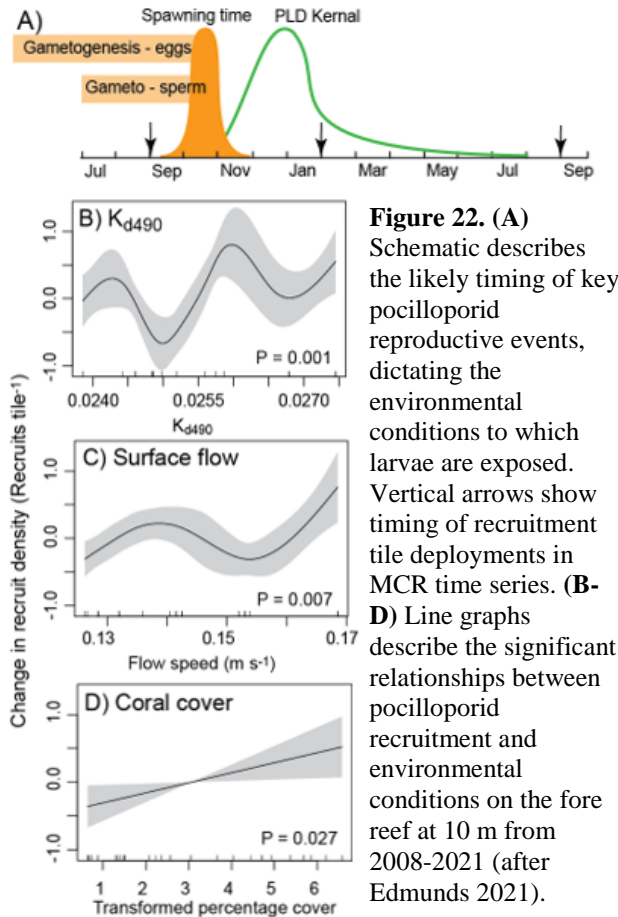 A)
Spawning time
PLD Kernal
Gametogenesis - eggs
Gameto - sperm
Jul Sep Nov Jan Mar May Jul Sep
Change in recruit density (Recruits tile-1)
B) Kd490
1.0
0.0
-1.0
P = 0.001
0.0240 0.0255 0.0270
Kd490
C) Surface flow
1.0
0.0
-1.0
P = 0.007
0.13 0.15 0.17
Flow speed (m s-1)
D) Coral cover
1.0
0.0
-1.0
P = 0.027
1 2 3 4 5 6
Transformed percentage cover
Figure 22. (A)
Schematic describes
the likely timing of key
pocilloporid
reproductive events,
dictating the
environmental
conditions to which
larvae are exposed.
Vertical arrows show
timing of recruitment
tile deployments in
MCR time series. (B-
D) Line graphs
describe the significant
relationships between
pocilloporid
recruitment and
environmental
conditions on the fore
reef at 10 m from
2008-2021 (after
Edmunds 2021).